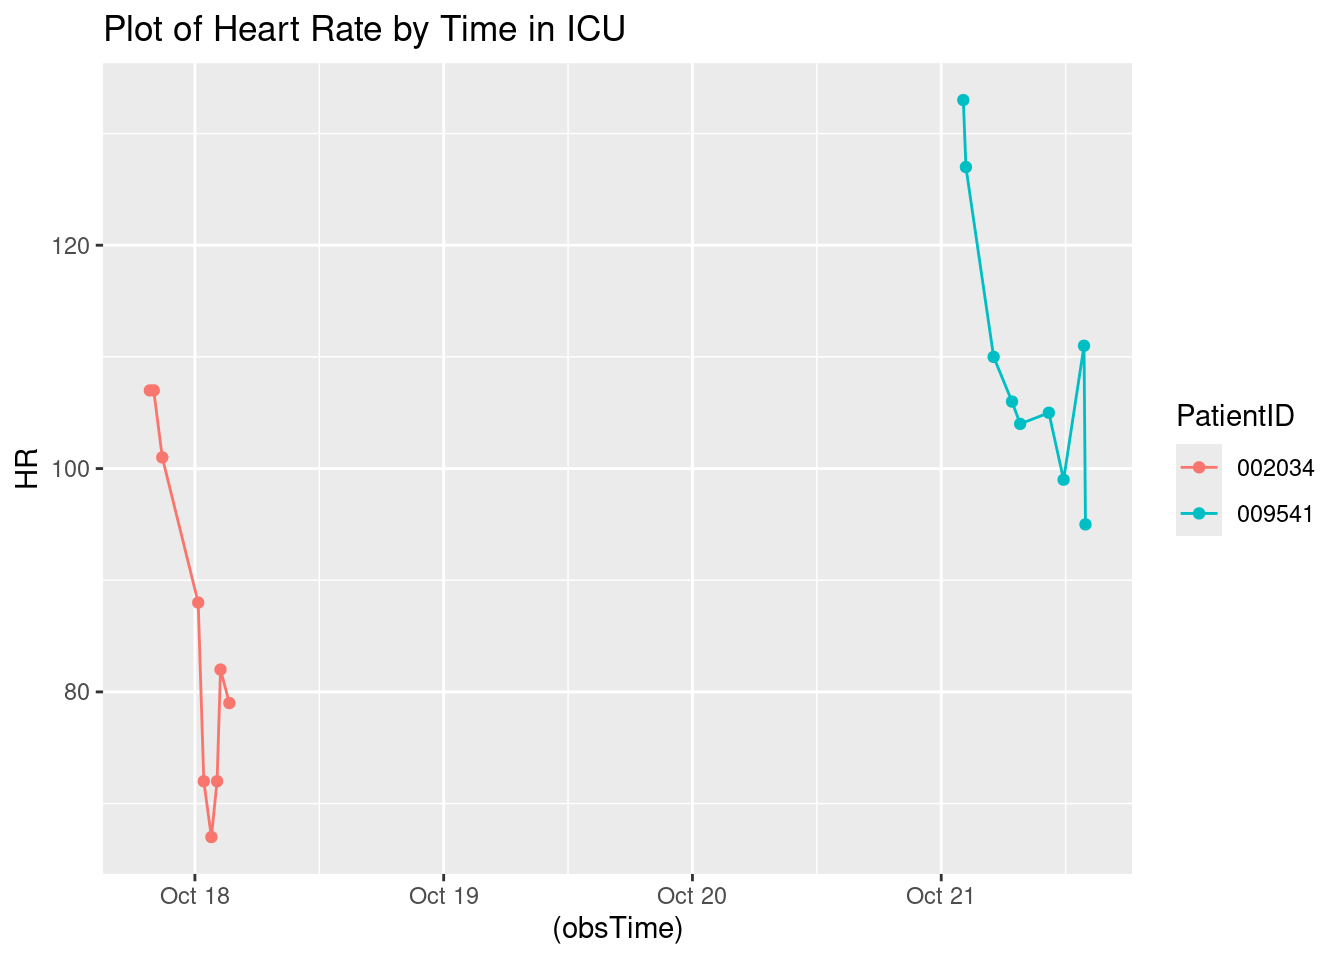 Plot of Heart Rate by Time in ICU
120
100
80
HR
Oct 18
Oct 19
Oct 20
Oct 21
(obsTime)
PatientID
002034
009541